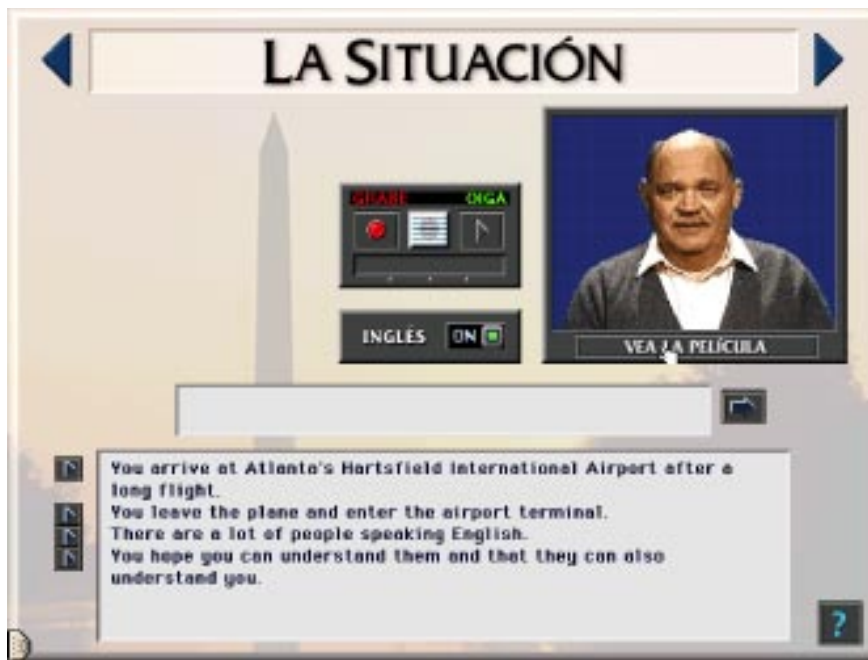 LA SITUACIÓN
GRABE OIGA
INGLÉS ON
VEA LA PELÍCULA
You arrive at Atlanta's Hartsfield International Airport after a
long flight.
You leave the plane and enter the airport terminal.
There are a lot of people speaking English.
You hope you can understand them and that they can also
understand you.
?